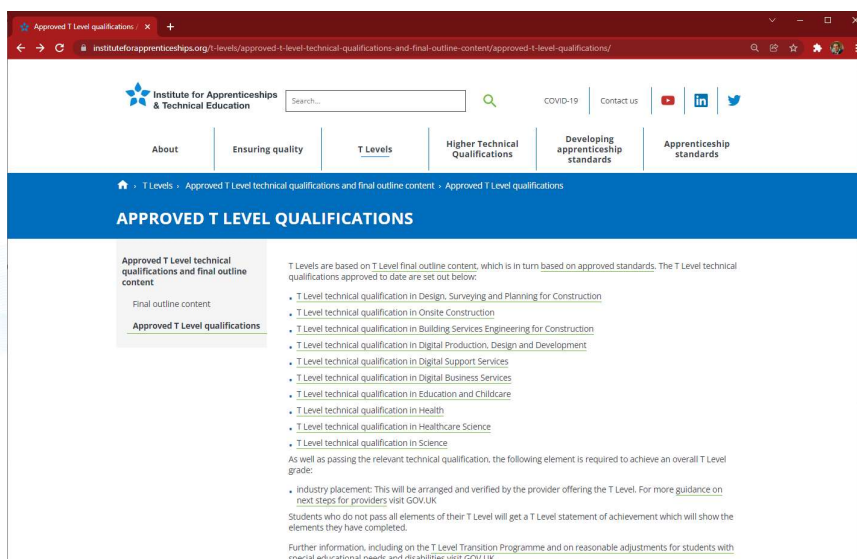 Approved T Level qualifications /
instituteforapprenticeships.org/t-levels/approved-t-level-technical-qualifications-and-final-outline-content/approved-t-level-qualifications/
Institute for Apprenticeships
& Technical Education
Search...
COVID-19
Contact us
in
About
Ensuring quality
T Levels
Higher Technical
Qualifications
Developing
apprenticeship
standards
Apprenticeship
standards
T Levels › Approved T Level technical qualifications and final outline content › Approved T Level qualifications
APPROVED T LEVEL QUALIFICATIONS
Approved T Level technical
qualifications and final outline
content
Final outline content
Approved T Level qualifications
T Levels are based on T Level final outline content, which is in turn based on approved standards. The T Level technical
qualifications approved to date are set out below:
• T Level technical qualification in Design, Surveying and Planning for Construction
• T Level technical qualification in Onsite Construction
• T Level technical qualification in Building Services Engineering for Construction
• T Level technical qualification in Digital Production, Design and Development
• T Level technical qualification in Digital Support Services
• T Level technical qualification in Digital Business Services
• T Level technical qualification in Education and Childcare
• T Level technical qualification in Health
• T Level technical qualification in Healthcare Science
• T Level technical qualification in Science
As well as passing the relevant technical qualification, the following element is required to achieve an overall T Level
grade:
• industry placement: This will be arranged and verified by the provider offering the T Level. For more guidance on
next steps for providers visit GOV.UK
Students who do not pass all elements of their T Level will get a T Level statement of achievement which will show the
elements they have completed.
Further information, including on the T Level Transition Programme and on reasonable adjustments for students with
special educational needs and disabilities visit GOV.UK